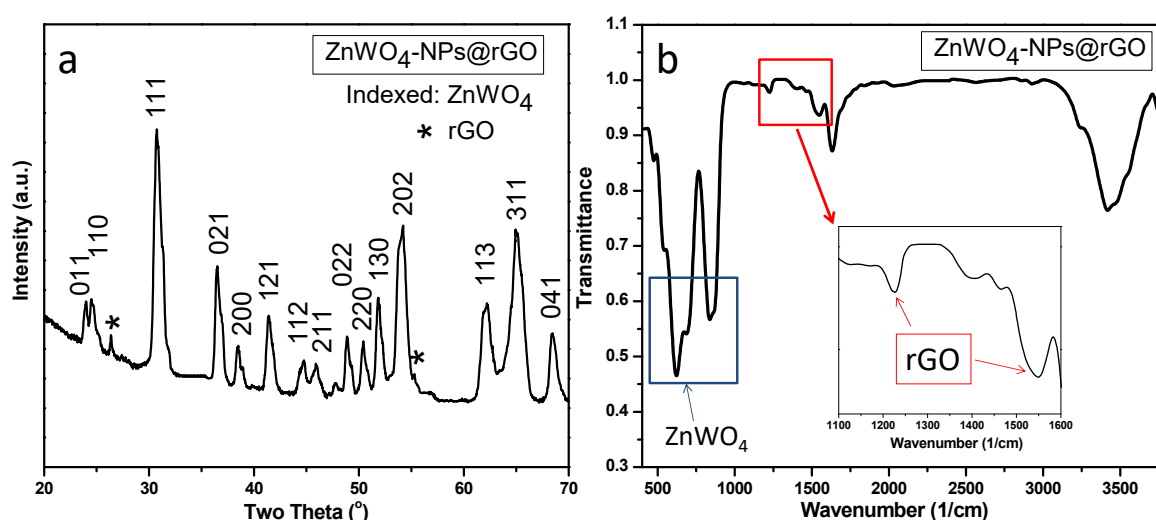 a
ZnWO₄-NPs@rGO
Indexed: ZnWO₄
* rGO
011
110
*
111
021
200
121
112
211
022
220
130
202
*
113
311
041
Intensity (a.u.)
20 30 40 50 60 70
Two Theta (°)
b
ZnWO₄-NPs@rGO
1.1
1.0
0.9
0.8
0.7
0.6
0.5
0.4
0.3
Transmittance
ZnWO₄
rGO
1100 1200 1300 1400 1500 1600
Wavenumber (1/cm)
500 1000 1500 2000 2500 3000 3500
Wavenumber (1/cm)